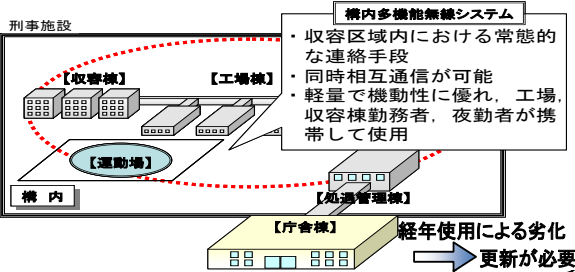 刑事施設
構内多機能無線システム
・収容区域内における常態的
な連絡手段
・同時相互通信が可能
・軽量で機動性に優れ，工場，
収容棟勤務者，夜勤者が携
帯して使用
【収容棟】
【工場棟】
【運動場】
構 内
【処遇管理棟】
【庁舎棟】
経年使用による劣化
更新が必要